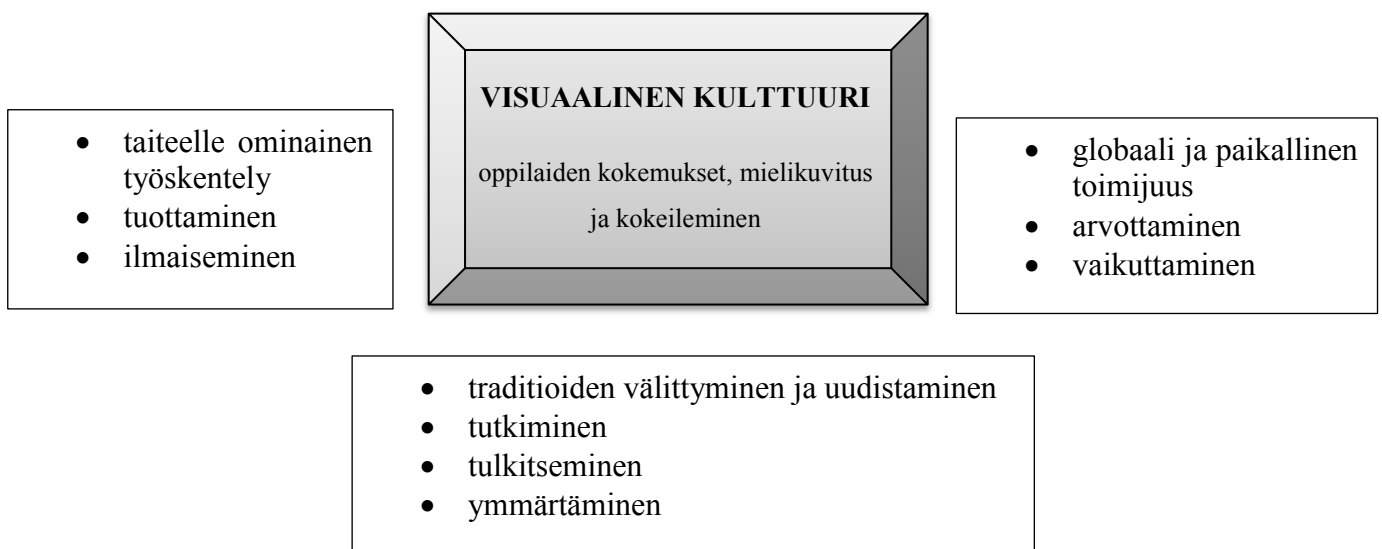 VISUAALINEN KULTTUURI
oppilaiden kokemukset, mielikuvitus
ja kokeileminen
• taiteelle ominainen
työskentely
• tuottaminen
• ilmaiseminen
• globaali ja paikallinen
toimijuus
• arvottaminen
• vaikuttaminen
• traditioiden välittyminen ja uudistaminen
• tutkiminen
• tulkitseminen
• ymmärtäminen